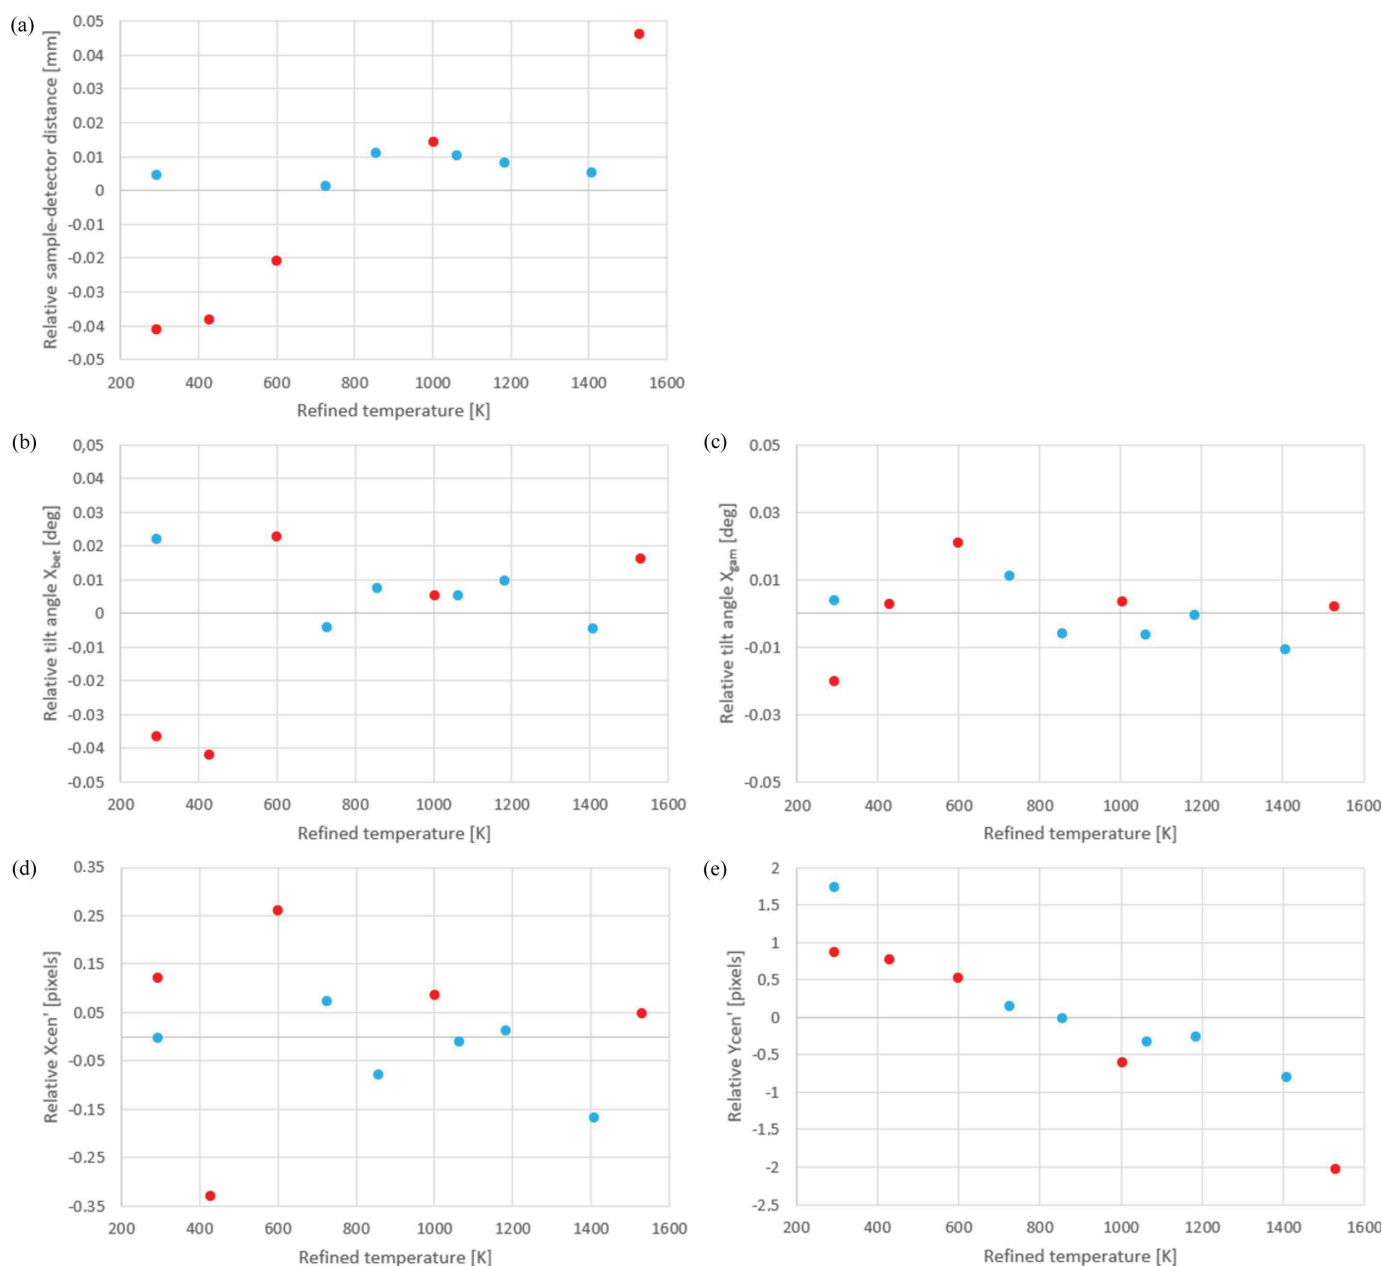 (a)
Relative sample-detector distance [mm]
0.05
0.04
0.03
0.02
0.01
0
-0.01
-0.02
-0.03
-0.04
-0.05
200 400 600 800 1000 1200 1400 1600
Refined temperature [K]
(b)
Relative tilt angle Xbet [deg]
0,05
0.04
0.03
0.02
0.01
0
-0.01
-0.02
-0.03
-0.04
-0.05
200 400 600 800 1000 1200 1400 1600
Refined temperature [K]
(c)
Relative tilt angle Xgam [deg]
0.05
0.03
0.01
-0.01
-0.03
-0.05
200 400 600 800 1000 1200 1400 1600
Refined temperature [K]
(d)
Relative Xcen' [pixels]
0.35
0.25
0.15
0.05
-0.05
-0.15
-0.25
-0.35
200 400 600 800 1000 1200 1400 1600
Refined temperature [K]
(e)
Relative Ycen' [pixels]
2
1.5
1
0.5
0
-0.5
-1
-1.5
-2
-2.5
200 400 600 800 1000 1200 1400 1600
Refined temperature [K]